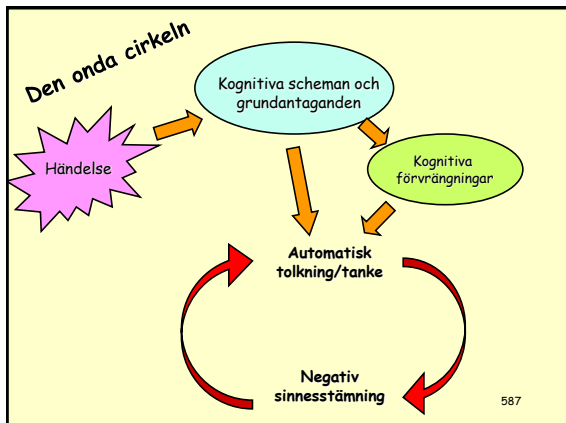 Den onda cirkeln
Kognitiva scheman och
grundantaganden
Händelse
Kognitiva
förvrängningar
Automatisk
tolkning/tanke
Negativ
sinnesstämning
587